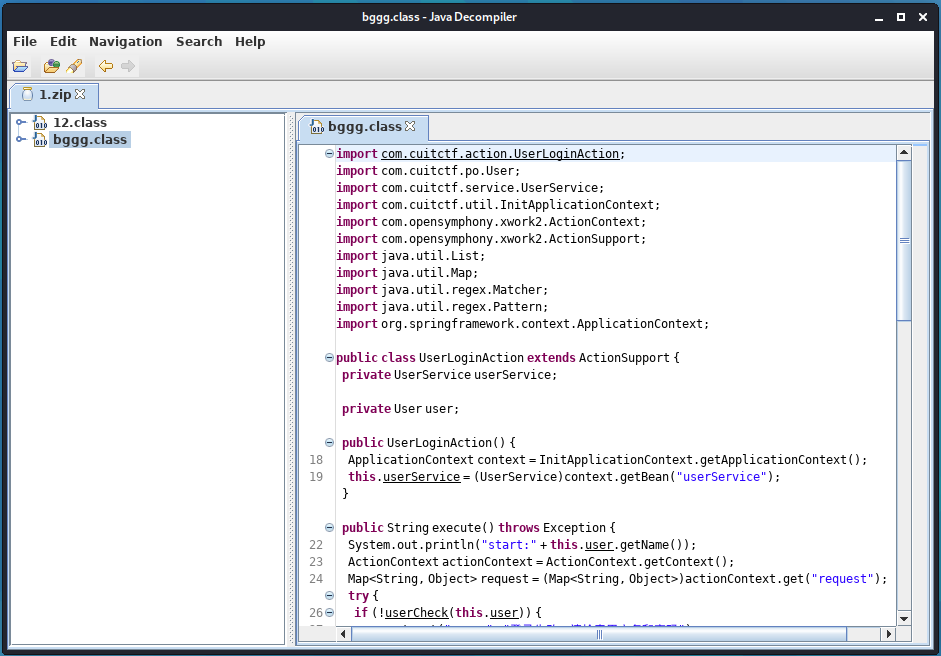 bggg.class - Java Decompiler
File Edit Navigation Search Help
1.zip
12.class
bggg.class
bggg.class
import com.cuitctf.action.UserLoginAction;
import com.cuitctf.po.User;
import com.cuitctf.service.UserService;
import com.cuitctf.util.InitApplicationContext;
import com.opensymphony.xwork2.ActionContext;
import com.opensymphony.xwork2.ActionSupport;
import java.util.List;
import java.util.Map;
import java.util.regex.Matcher;
import java.util.regex.Pattern;
import org.springframework.context.ApplicationContext;
public class UserLoginAction extends ActionSupport {
private UserService userService;
private User user;
public UserLoginAction() {
18 ApplicationContext context = InitApplicationContext.getApplicationContext();
19 this.userService = (UserService)context.getBean("userService");
}
public String execute() throws Exception {
22 System.out.println("start:" + this.user.getName());
23 ActionContext actionContext = ActionContext.getContext();
24 Map<String, Object> request = (Map<String, Object>)actionContext.get("request");
try {
26 if (!userCheck(this.user)) {